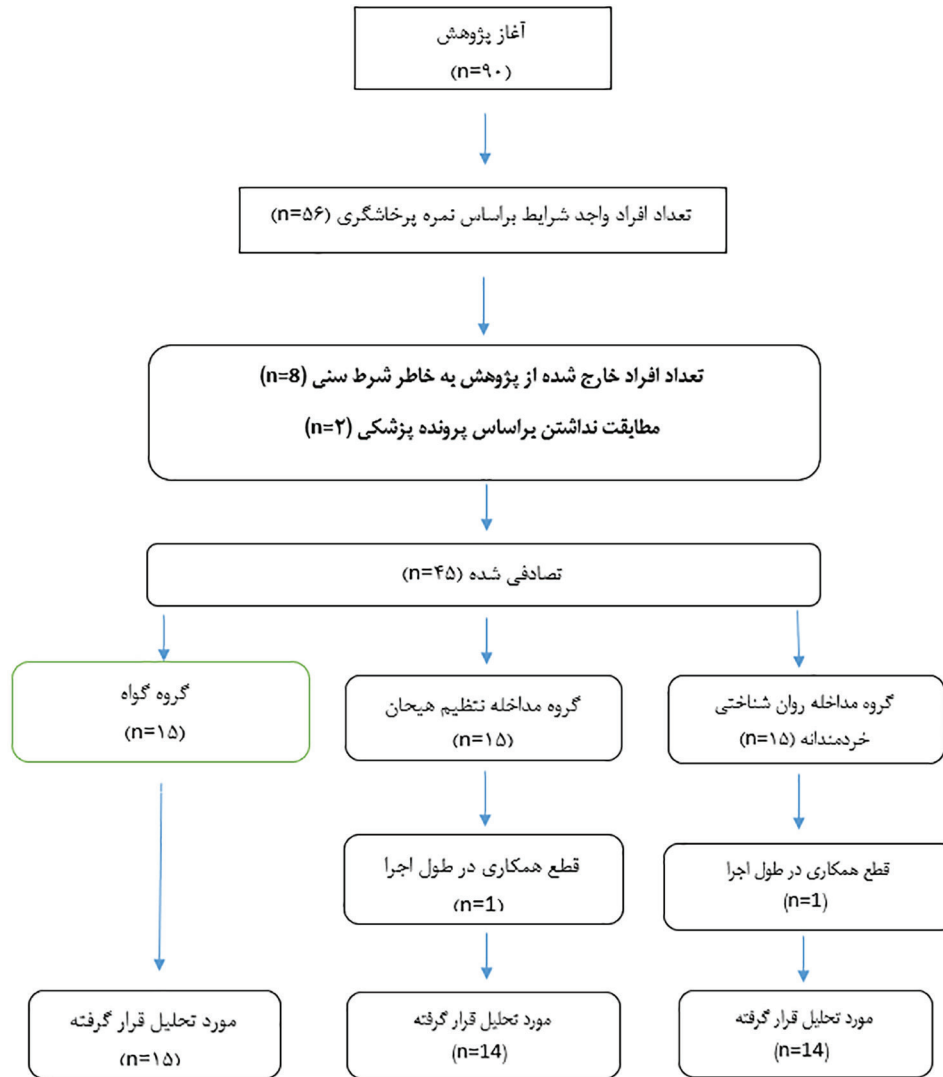 آغاز پژوهش
(n=۹۰)
تعداد افراد واجد شرایط براساس نمره پرخاشگری (n=۵۶)
تعداد افراد خارج شده از پژوهش به خاطر شرط سنی (n=8)
مطابقت نداشتن براساس پرونده پزشکی (n=۲)
تصادفی شده (n=۴۵)
گروه مداخله روان شناختی
خردمندانه (n=۱۵)
گروه مداخله تنظیم هیجان
(n=۱۵)
گروه گواه
(n=۱۵)
قطع همکاری در طول اجرا
(n=1)
قطع همکاری در طول اجرا
(n=1)
مورد تحلیل قرار گرفته
(n=14)
مورد تحلیل قرار گرفته
(n=14)
مورد تحلیل قرار گرفته
(n=۱۵)